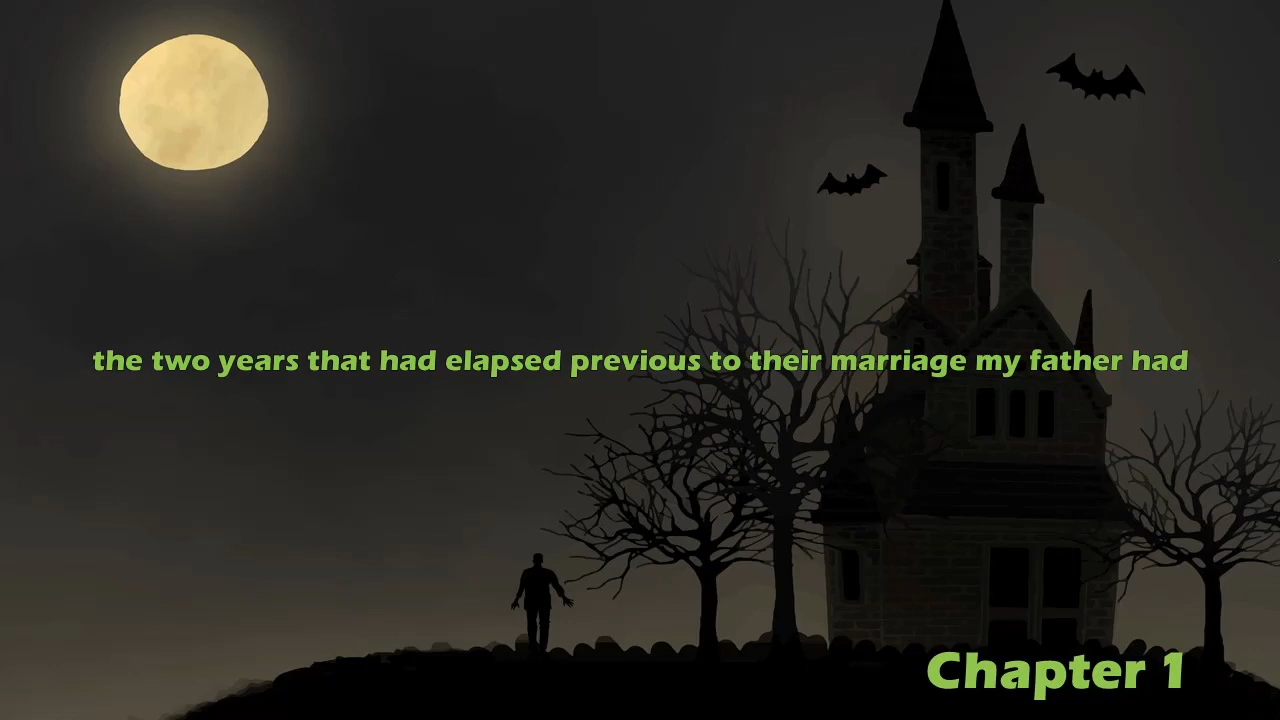 the two years that had elapsed previous to their marriage my father had
Chapter 1